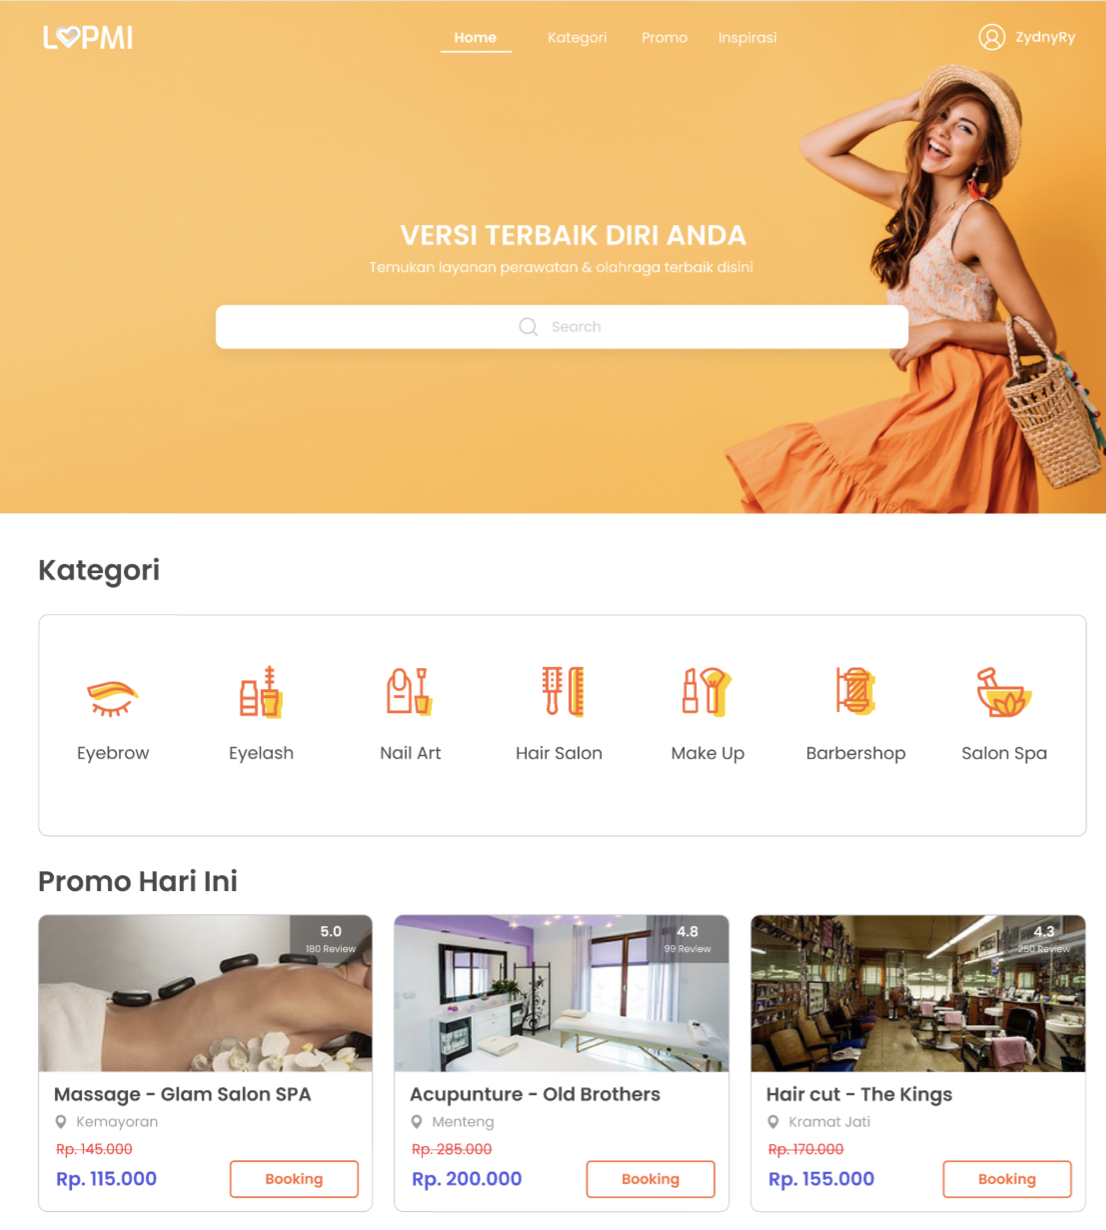 LOPMI
Home Kategori Promo Inspirasi ZydnyRy
VERSI TERBAIK DIRI ANDA
Temukan layanan perawatan & olahraga terbaik disini
Search
Kategori
Eyebrow Eyelash Nail Art Hair Salon Make Up Barbershop Salon Spa
Promo Hari Ini
5.0
180 Review
Massage - Glam Salon SPA
Kemayoran
Rp. 145.000
Rp. 115.000 Booking
4.8
99 Review
Acupunture - Old Brothers
Menteng
Rp. 285.000
Rp. 200.000 Booking
4.3
250 Review
Hair cut - The Kings
Kramat Jati
Rp. 170.000
Rp. 155.000 Booking